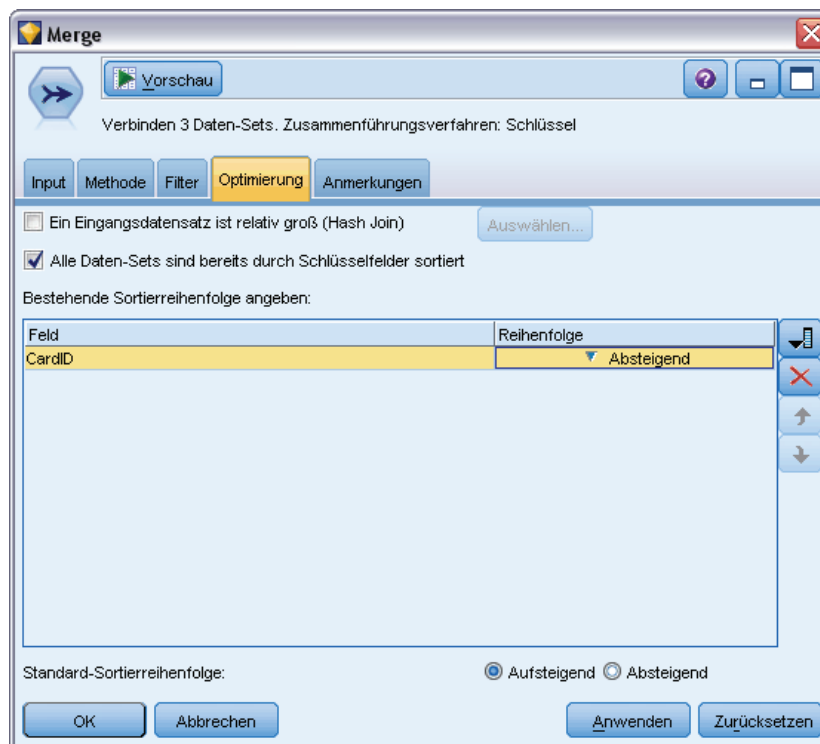 Merge
Vorschau
Verbinden 3 Daten-Sets. Zusammenführungsverfahren: Schlüssel
Input Methode Filter Optimierung Anmerkungen
Ein Eingangsdatensatz ist relativ groß (Hash Join) Auswählen...
Alle Daten-Sets sind bereits durch Schlüsselfelder sortiert
Bestehende Sortierreihenfolge angeben:
Feld Reihenfolge
CardID Absteigend
Standard-Sortierreihenfolge: Aufsteigend Absteigend
OK Abbrechen Anwenden Zurücksetzen